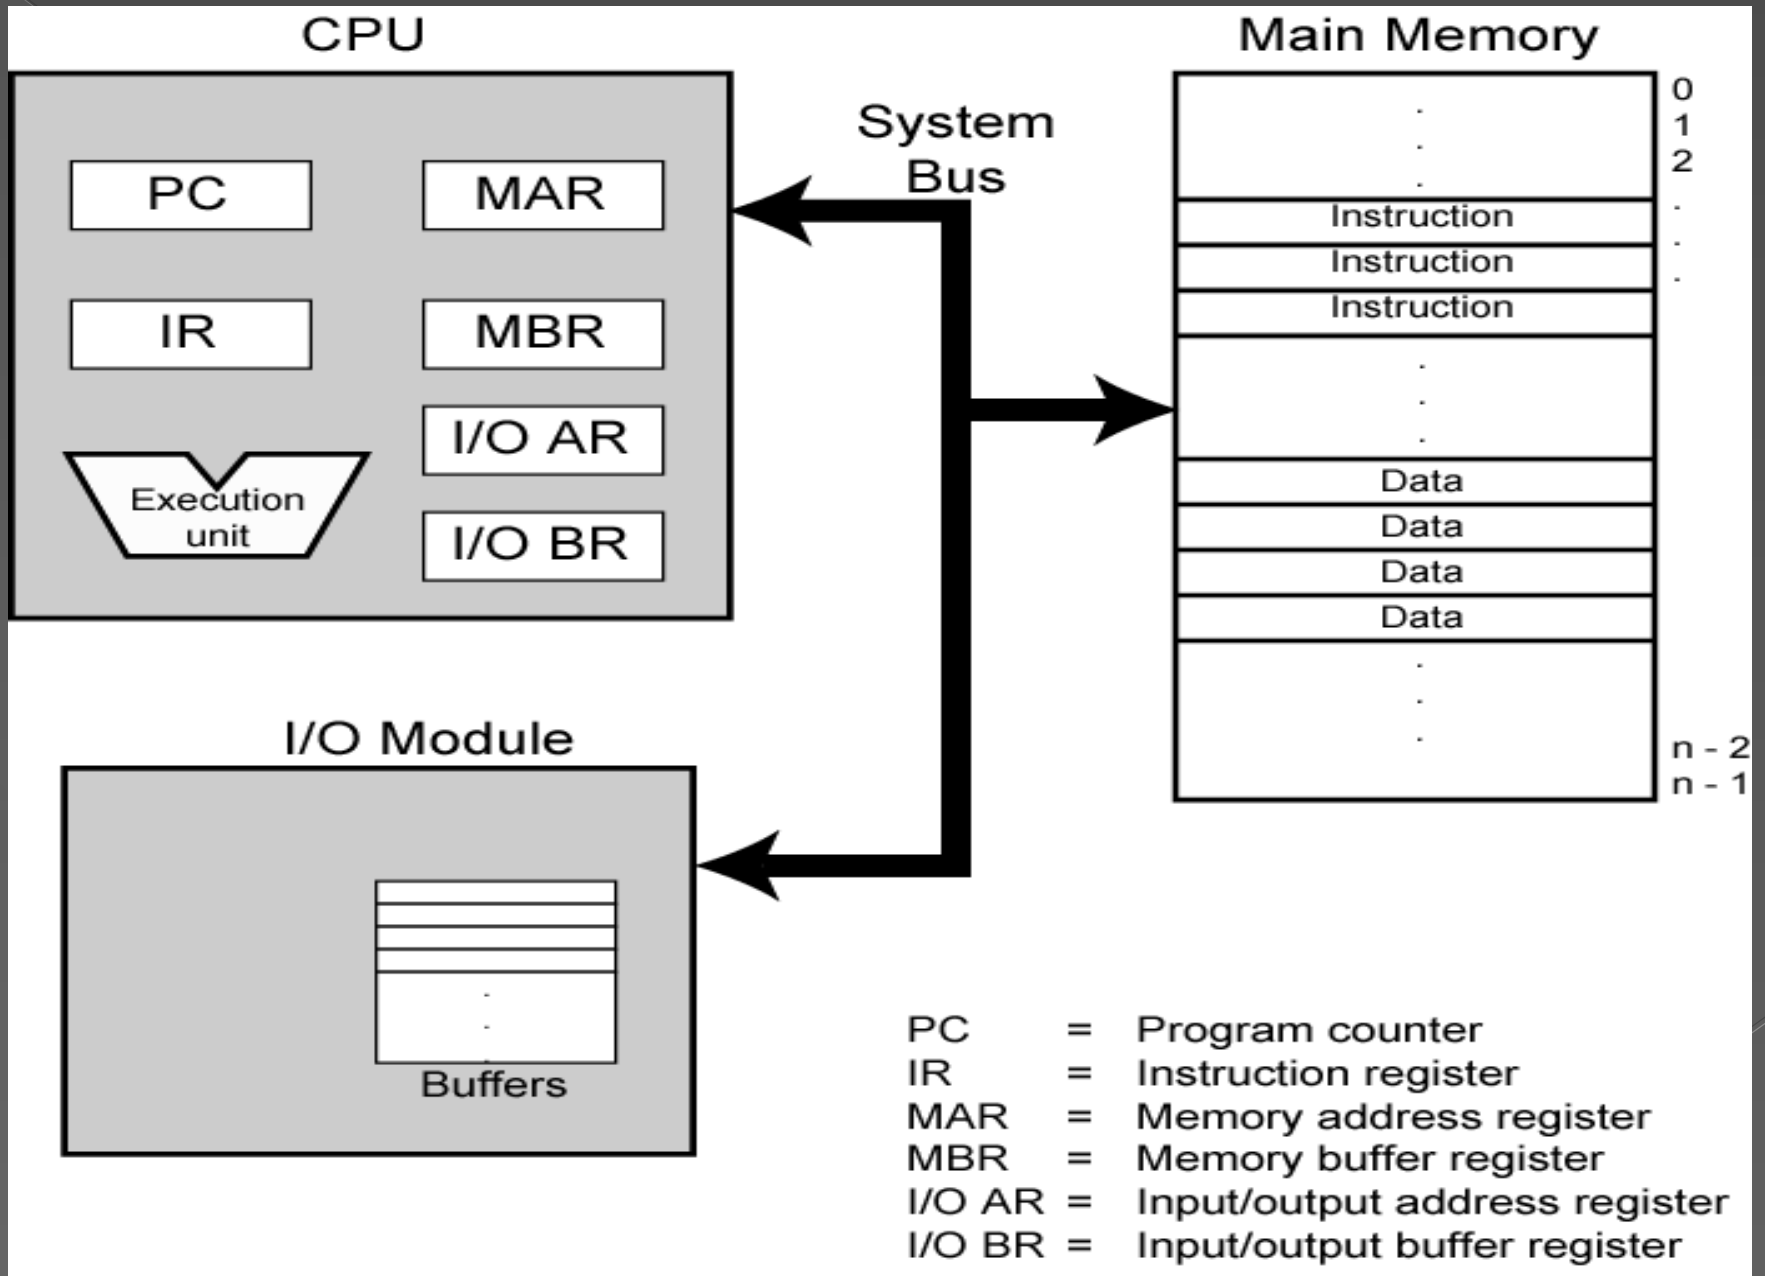 CPU
PC
MAR
IR
MBR
I/O AR
I/O BR
Execution
unit
System
Bus
Main Memory
0
1
2
.
.
.
Instruction
Instruction
Instruction
.
.
.
Data
Data
Data
Data
.
.
.
n - 2
n - 1
I/O Module
Buffers
PC = Program counter
IR = Instruction register
MAR = Memory address register
MBR = Memory buffer register
I/O AR = Input/output address register
I/O BR = Input/output buffer register